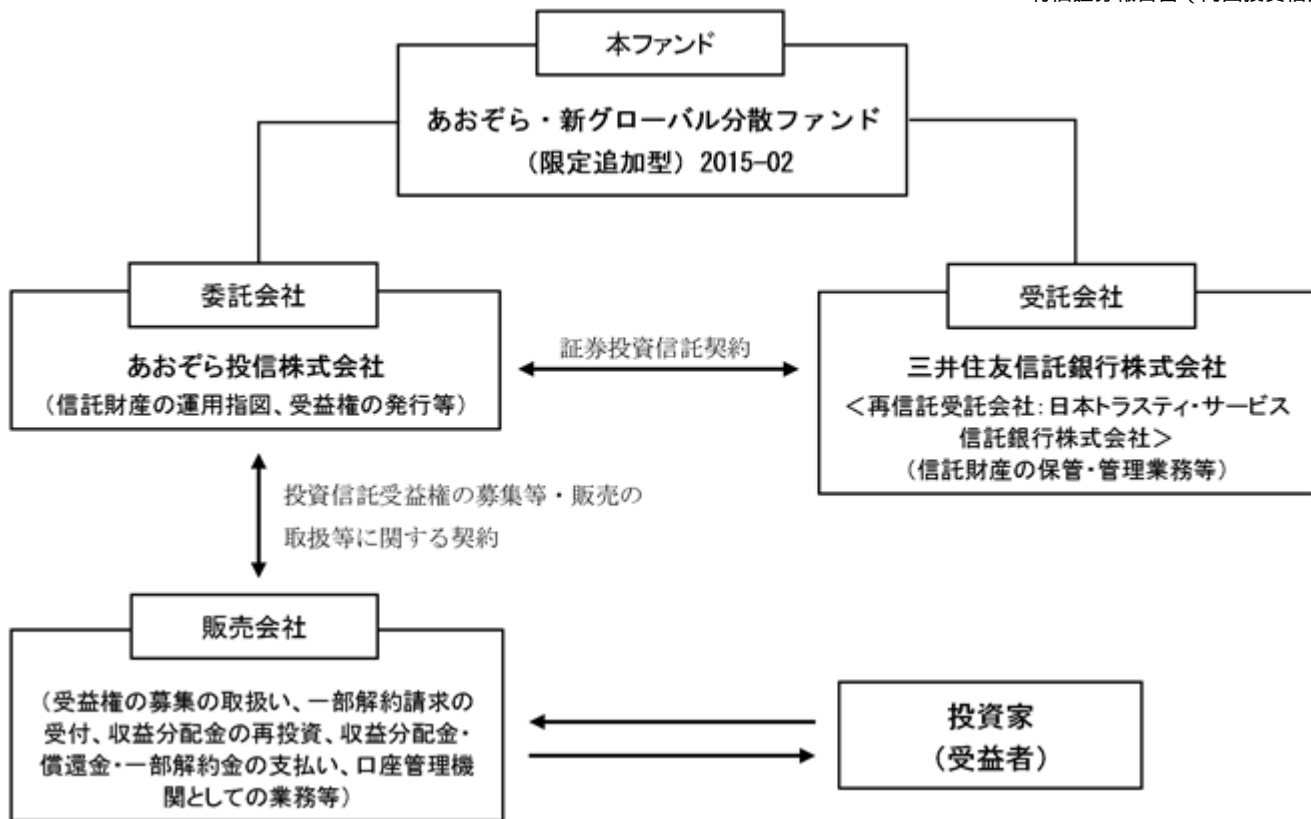 本ファンド
あおぞら・新グローバル分散ファンド
（限定追加型）2015-02
委託会社
あおぞら投信株式会社
（信託財産の運用指図、受益権の発行等）
証券投資信託契約
受託会社
三井住友信託銀行株式会社
＜再信託受託会社：日本トラスティ・サービス
信託銀行株式会社＞
（信託財産の保管・管理業務等）
投資信託受益権の募集等・販売の
取扱等に関する契約
販売会社
（受益権の募集の取扱い、一部解約請求の
受付、収益分配金の再投資、収益分配金・
償還金・一部解約金の支払い、口座管理機
関としての業務等）
投資家
（受益者）